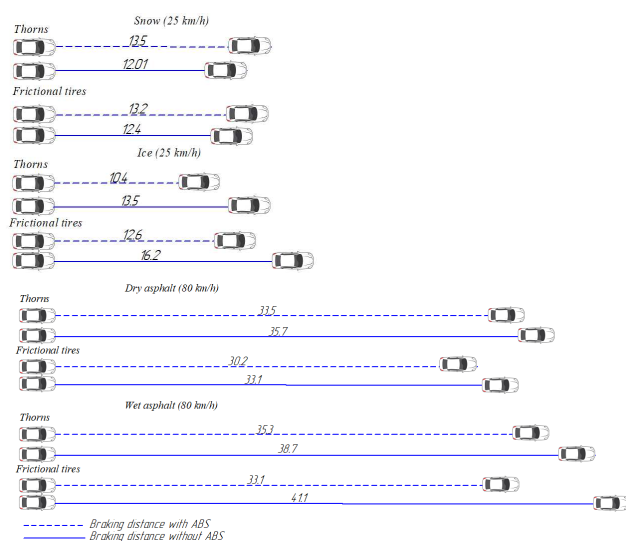 Snow (25 km/h)
Thorns
13.5
12.01
Frictional tires
13.2
12.4
Ice (25 km/h)
Thorns
10.4
13.5
Frictional tires
12.6
16.2
Dry asphalt (80 km/h)
Thorns
33.5
35.7
Frictional tires
30.2
33.1
Wet asphalt (80 km/h)
Thorns
35.3
38.7
Frictional tires
33.1
41.1
Braking distance with ABS
Braking distance without ABS